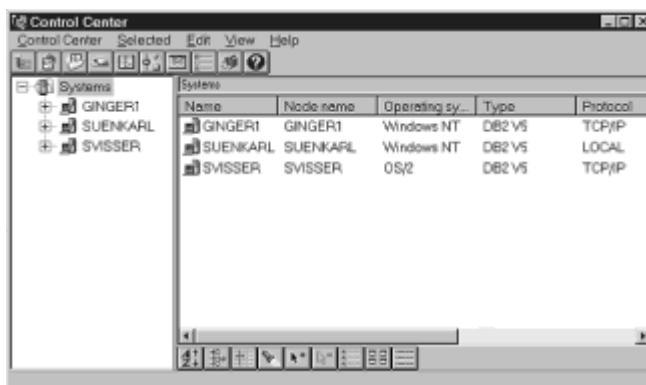 Control Center
Control Center Selected Edit View Help
Systems
GINGER1
SUENKARL
SVISSER
Systems
Name Node name Operating sy... Type Protocol
GINGER1 GINGER1 Windows NT DB2 V5 TCP/IP
SUENKARL SUENKARL Windows NT DB2 V5 LOCAL
SVISSER SVISSER OS/2 DB2 V5 TCP/IP